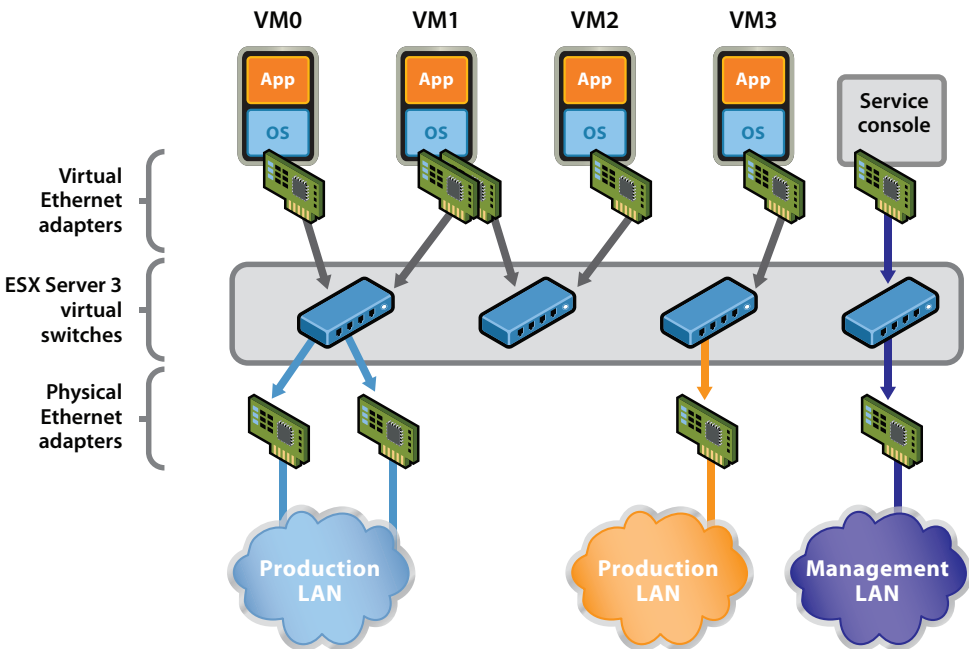 VM0
VM1
VM2
VM3
App
App
App
App
OS
OS
OS
OS
Service
console
Virtual
Ethernet
adapters
ESX Server 3
virtual
switches
Physical
Ethernet
adapters
Production
LAN
Production
LAN
Management
LAN